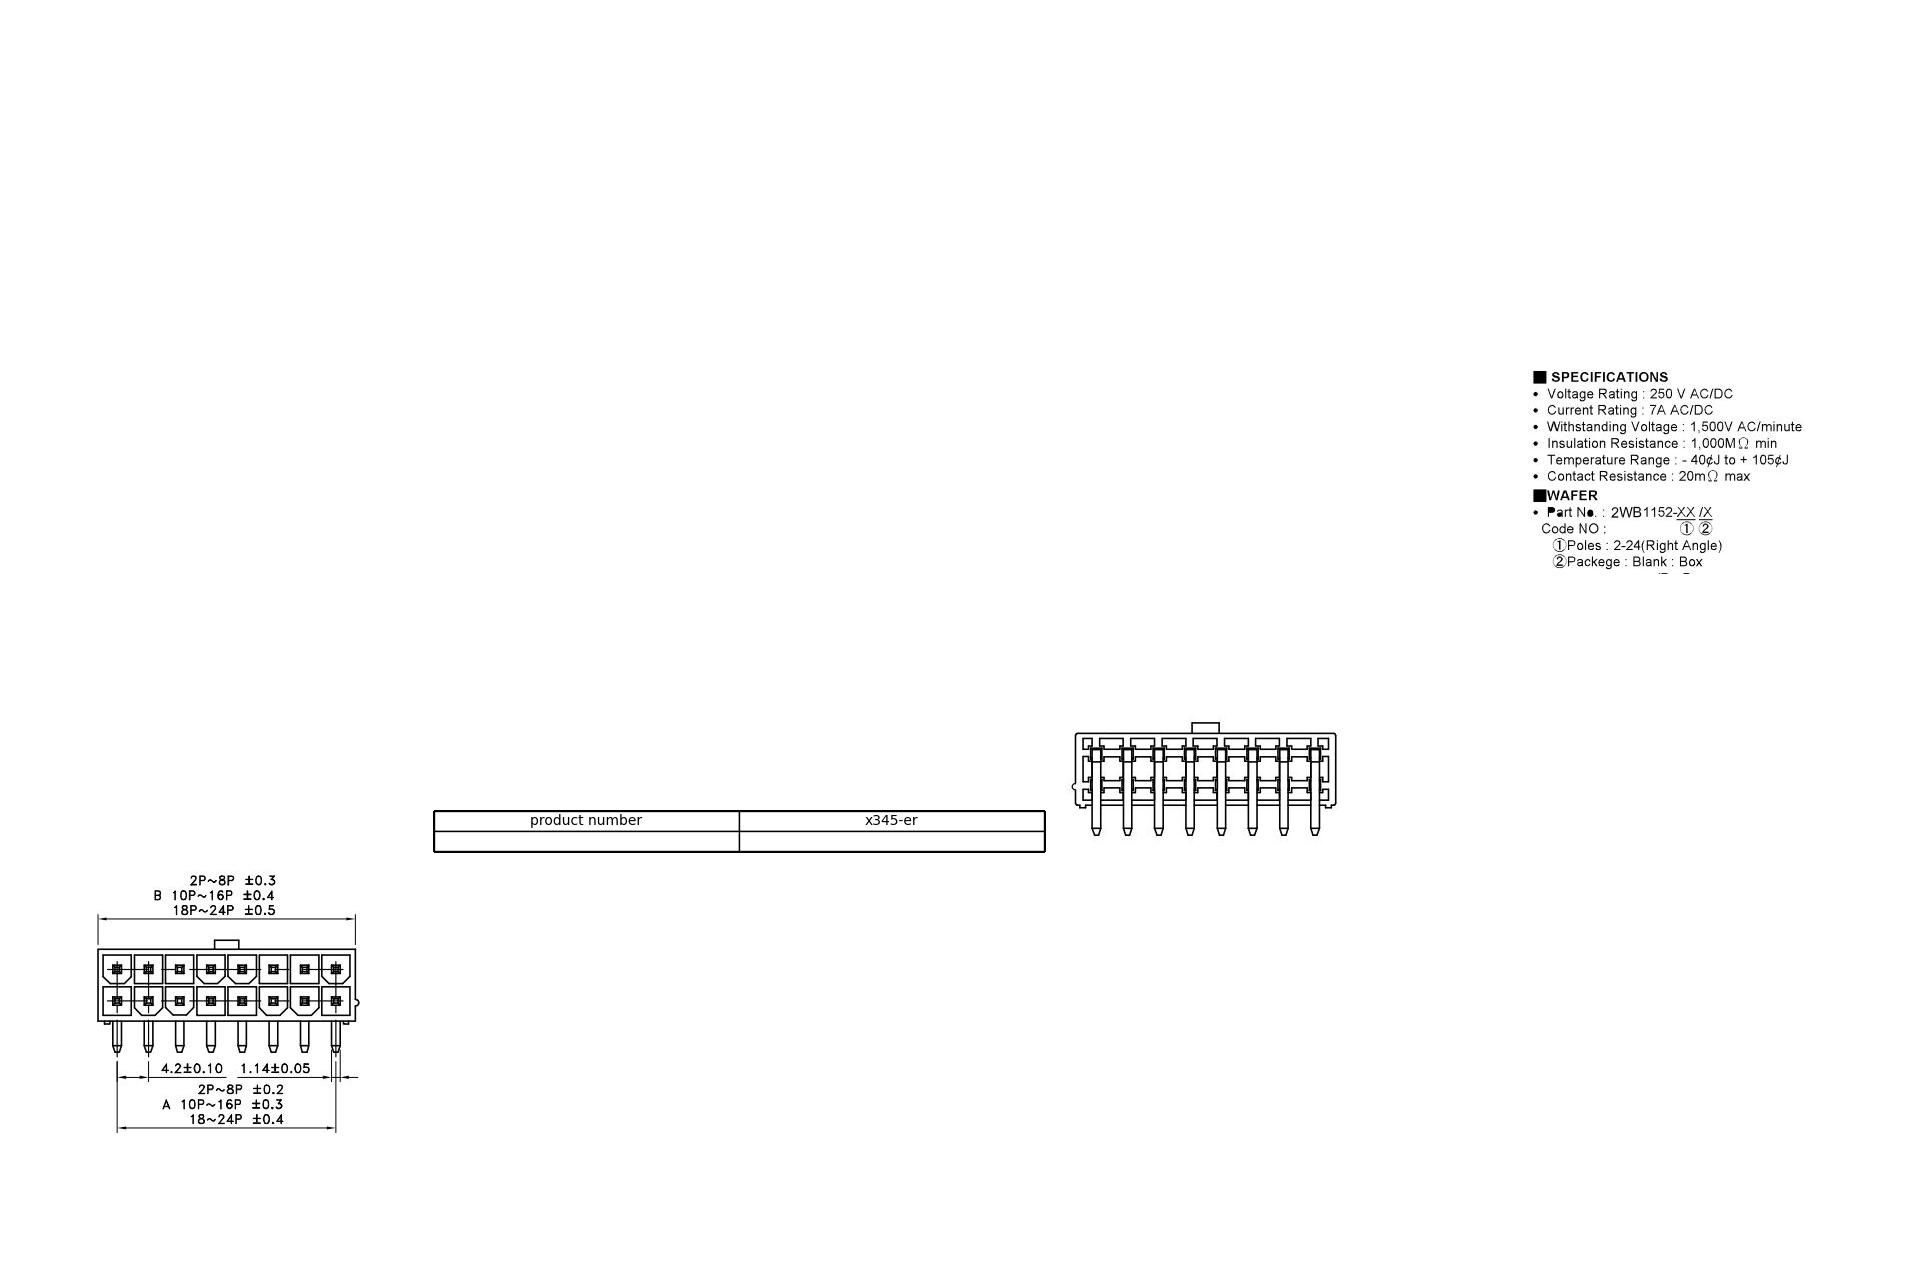 ■ SPECIFICATIONS
• Voltage Rating : 250 V AC/DC
• Current Rating : 7A AC/DC
• Withstanding Voltage : 1,500V AC/minute
• Insulation Resistance : 1,000MΩ min
• Temperature Range : - 40¢J to + 105¢J
• Contact Resistance : 20mΩ max
■WAFER
• Part No. : 2WB1152-XX /X
Code NO : ① ②
①Poles : 2-24(Right Angle)
②Packege : Blank : Box
product number x345-er
2P~8P ±0.3
B 10P~16P ±0.4
18P~24P ±0.5
4.2±0.10 1.14±0.05
2P~8P ±0.2
A 10P~16P ±0.3
18~24P ±0.4